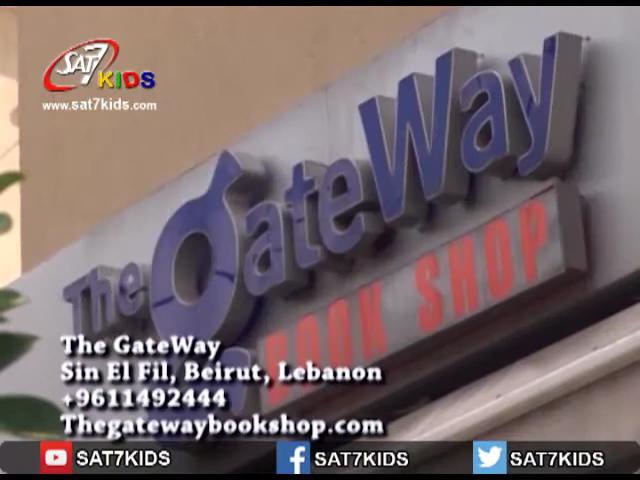 SAT7
KIDS
www.sat7kids.com
The GateWay
BOOK SHOP
The GateWay
Sin El Fil, Beirut, Lebanon
+9611492444
Thegatewaybookshop.com
SAT7KIDS
SAT7KIDS
SAT7KIDS